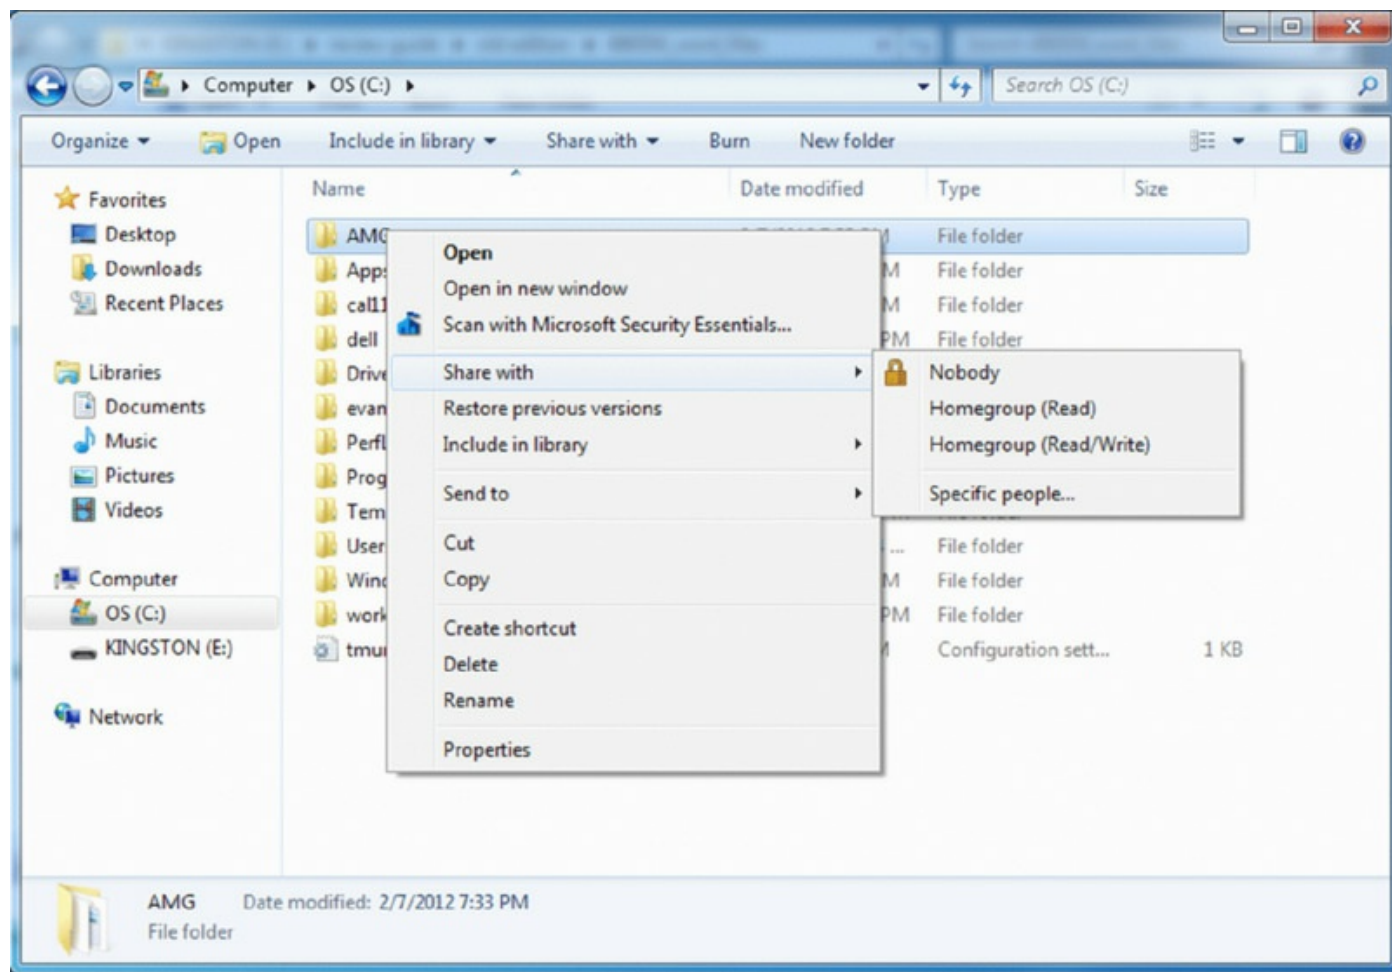 Computer ▸ OS (C:) ▸
Search OS (C:)
Organize Open Include in library Share with Burn New folder
Favorites
Desktop
Downloads
Recent Places
Libraries
Documents
Music
Pictures
Videos
Computer
OS (C:)
KINGSTON (E:)
Network
Name Date modified Type Size
AMG File folder
Apps M File folder
call1 M File folder
dell PM File folder
Drive
evan
Perfl
Prog
Tem
User ... File folder
Wind M File folder
work PM File folder
tmu Configuration sett... 1 KB
Open
Open in new window
Scan with Microsoft Security Essentials...
Share with
Restore previous versions
Include in library
Send to
Cut
Copy
Create shortcut
Delete
Rename
Properties
Nobody
Homegroup (Read)
Homegroup (Read/Write)
Specific people...
AMG Date modified: 2/7/2012 7:33 PM
File folder